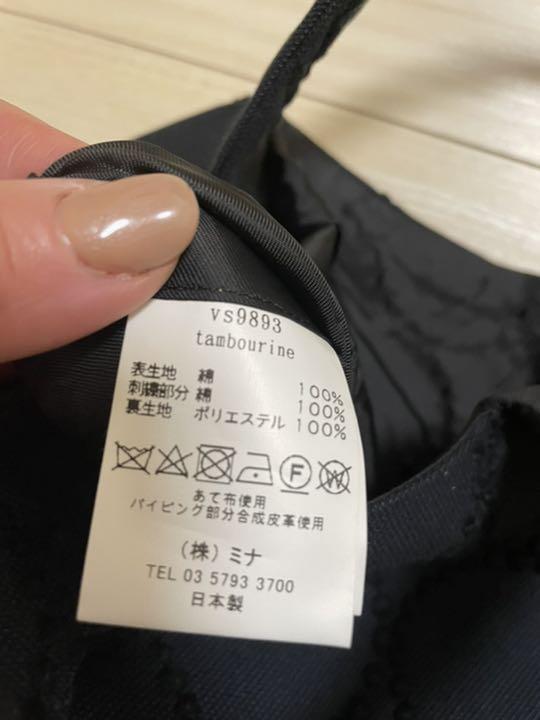 vs9893
tambourine
表生地 綿 100%
刺繍部分 綿 100%
裏生地 ポリエステル 100%
F W
あて布使用
パイピング部分合成皮革使用
(株)ミナ
TEL 03 5793 3700
日本製